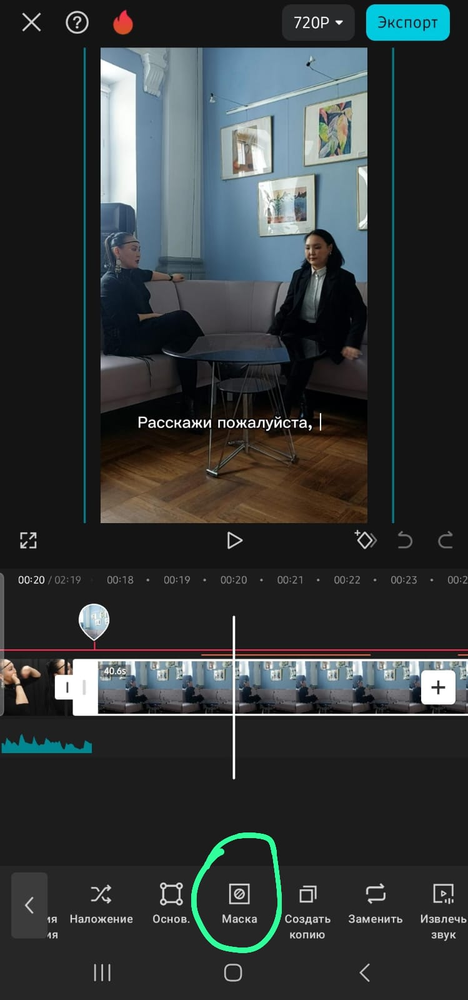 720P
Экспорт
Расскажи пожалуйста,
00:20 / 02:19
00:18
00:19
00:20
00:21
00:22
00:23
40.6s
Наложение
Основ.
Маска
Создать
копию
Заменить
Извлечь
звук